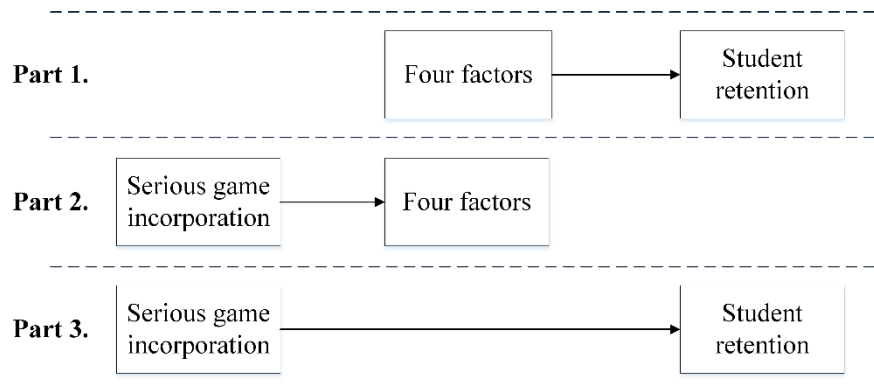 Part 1.
Four factors
Student
retention
Part 2.
Serious game
incorporation
Four factors
Part 3.
Serious game
incorporation
Student
retention